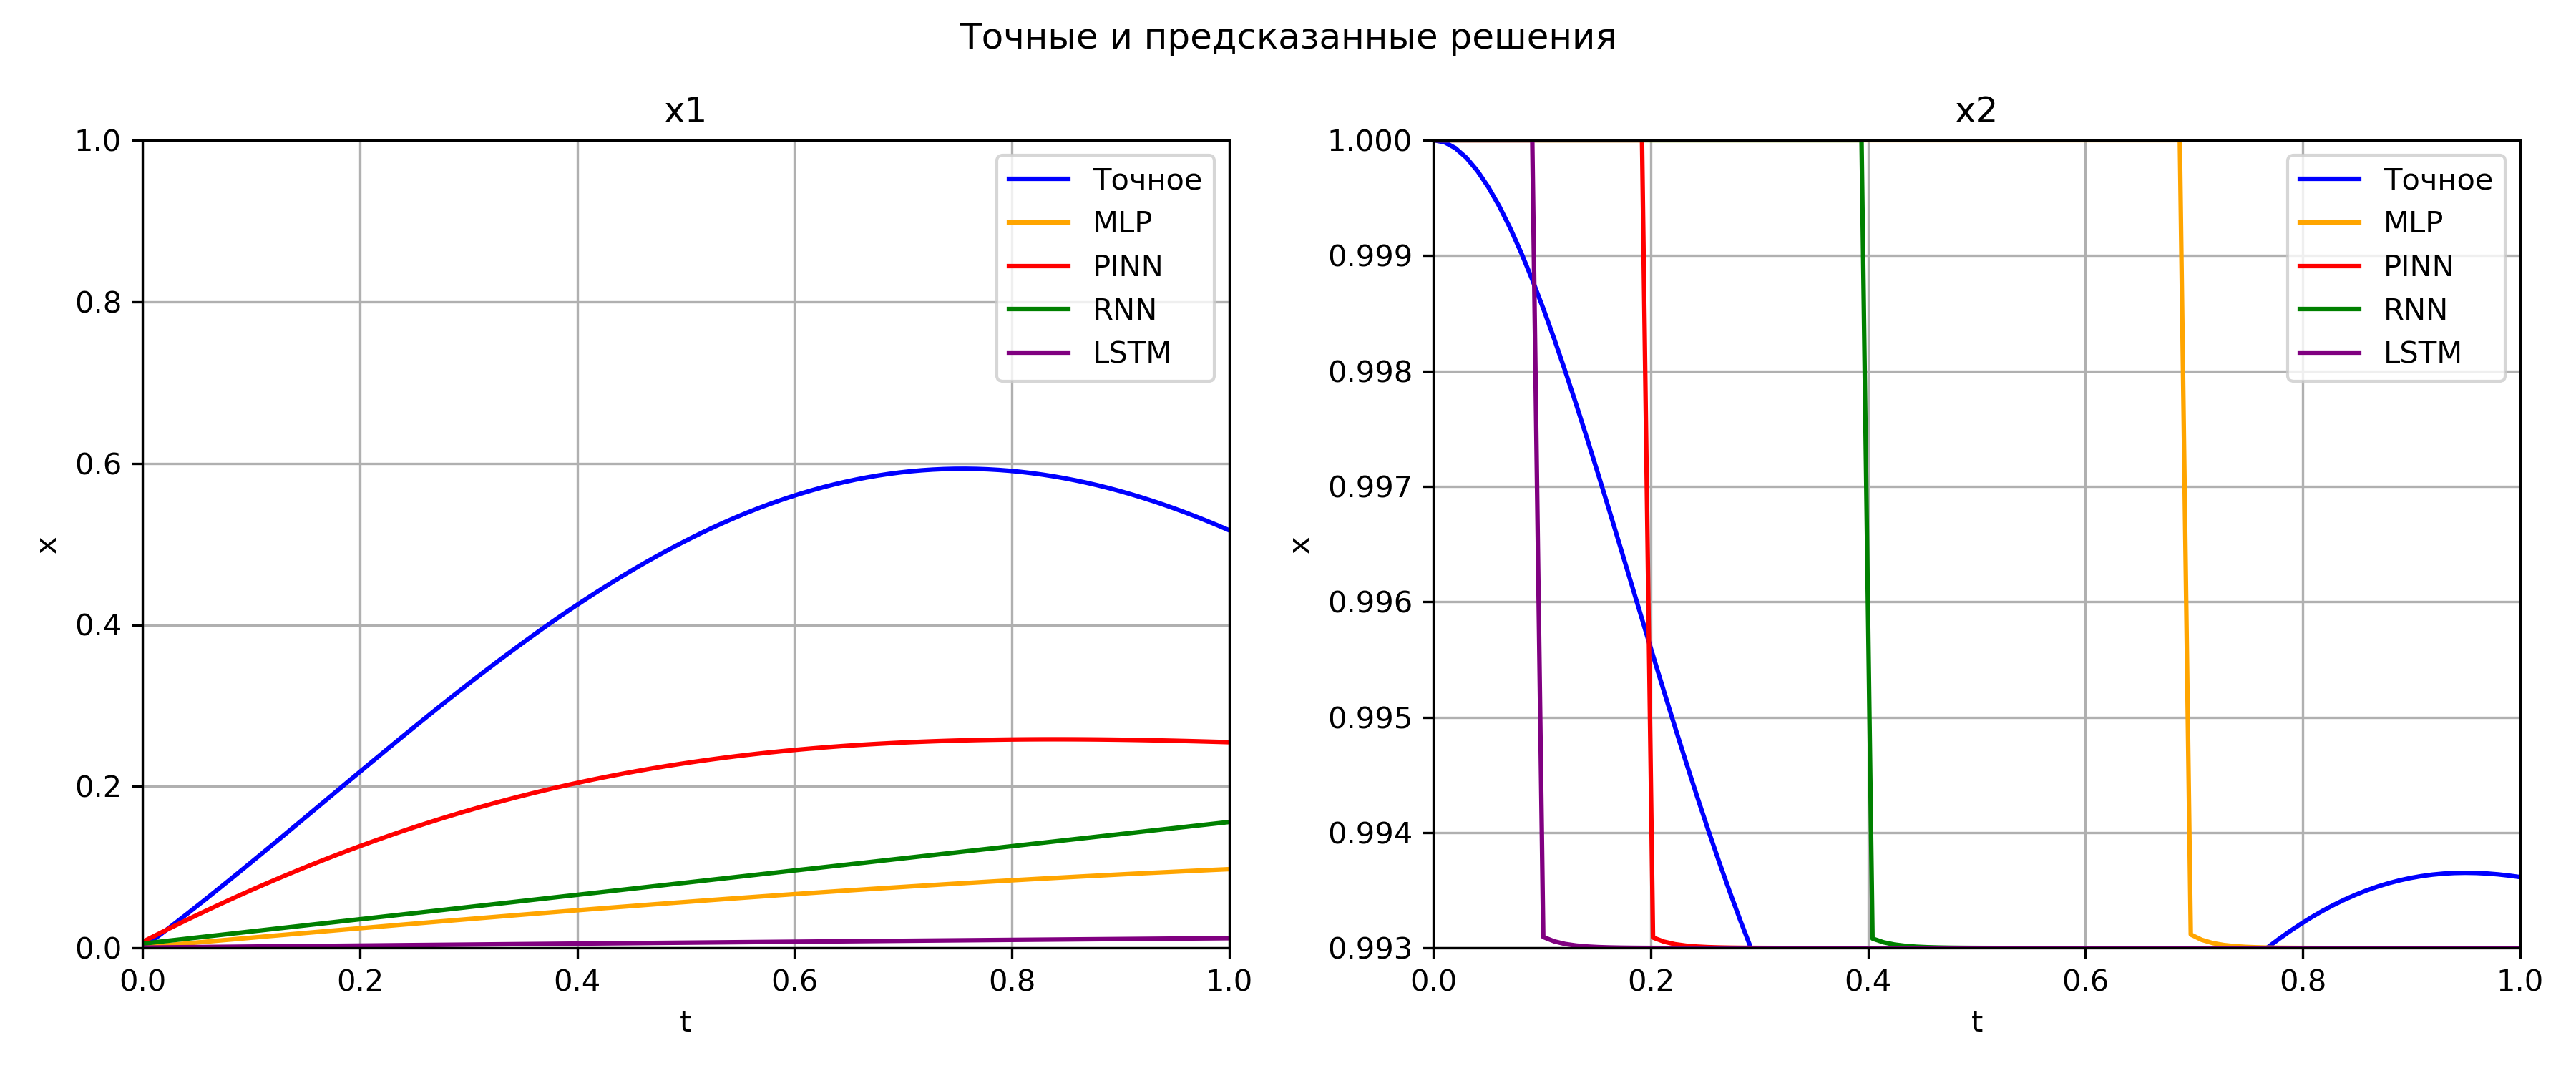 Точные и предсказанные решения
x1
x
1.0
0.8
0.6
0.4
0.2
0.0
0.0 0.2 0.4 0.6 0.8 1.0
t
Точное
MLP
PINN
RNN
LSTM
x2
x
1.000
0.999
0.998
0.997
0.996
0.995
0.994
0.993
0.0 0.2 0.4 0.6 0.8 1.0
t
Точное
MLP
PINN
RNN
LSTM